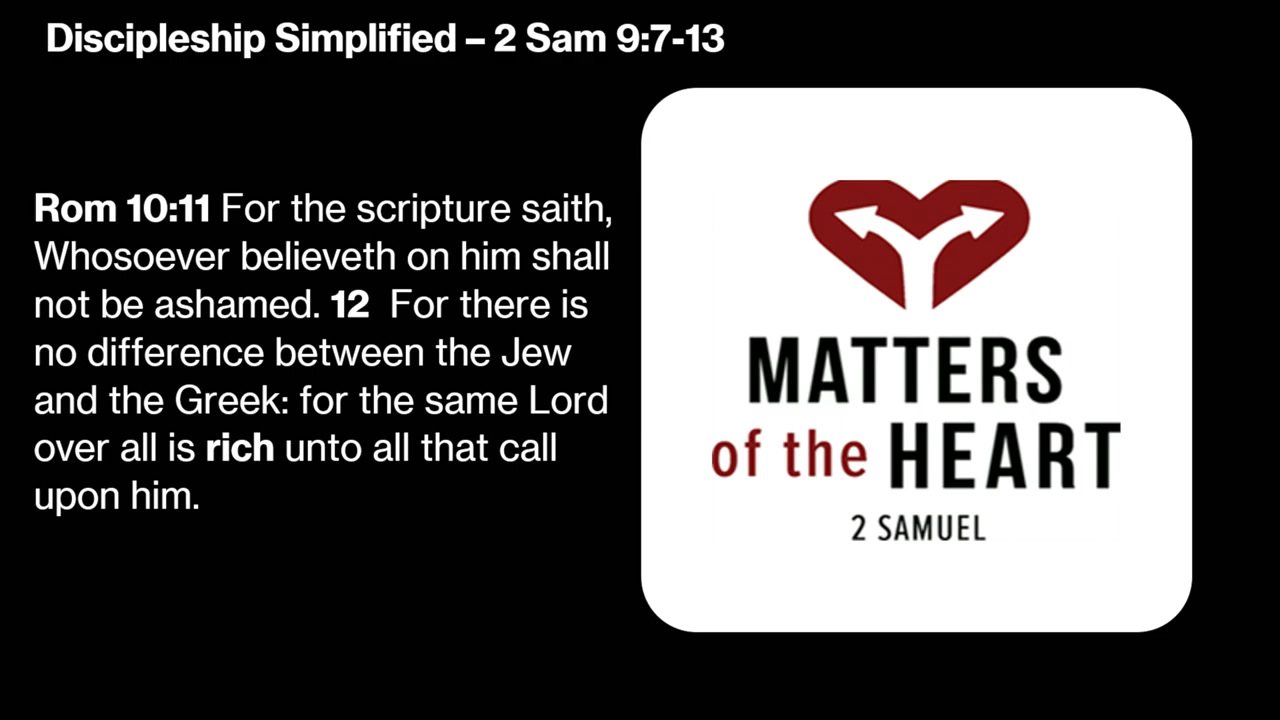 Discipleship Simplified – 2 Sam 9:7-13
Rom 10:11 For the scripture saith,
Whosoever believeth on him shall
not be ashamed. 12  For there is
no difference between the Jew
and the Greek: for the same Lord
over all is rich unto all that call
upon him.
MATTERS
of the HEART
2 SAMUEL